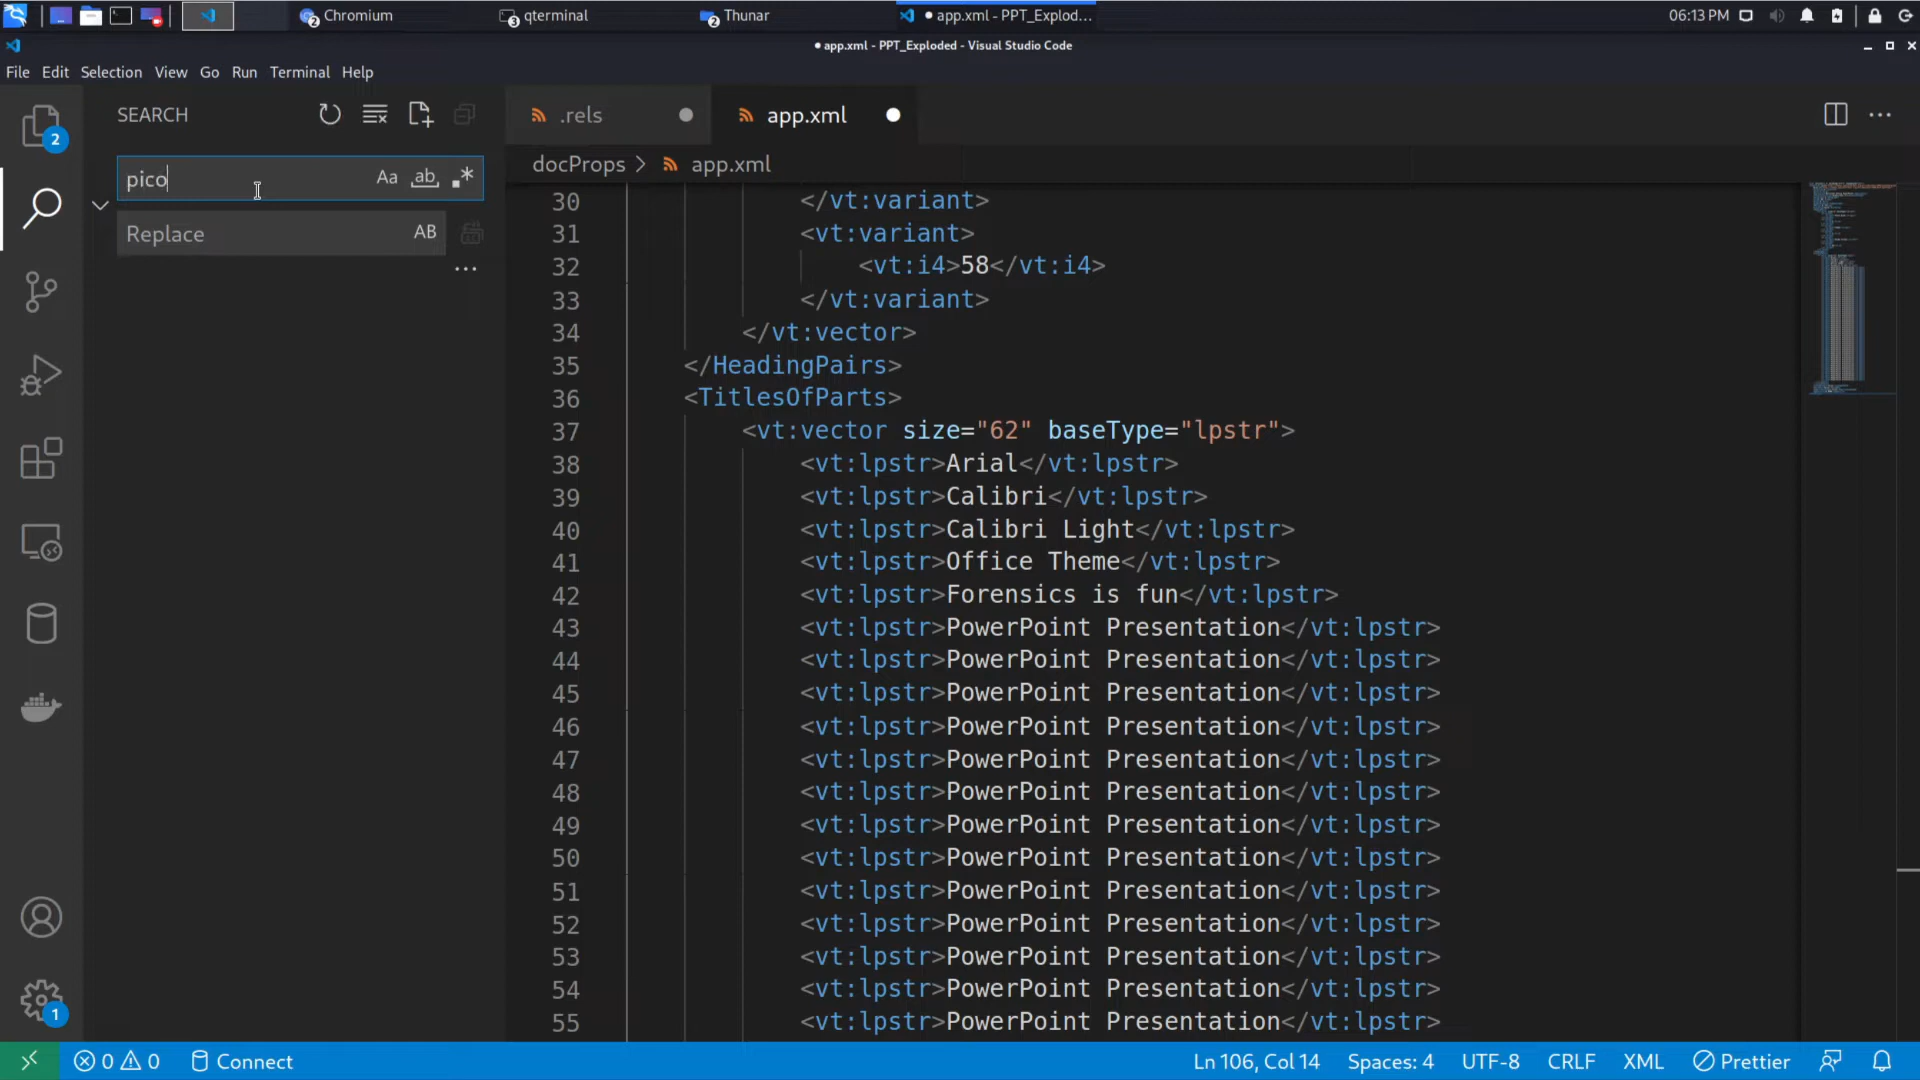 2 Chromium
3 qterminal
2 Thunar
● app.xml - PPT_Explod...
06:13 PM
● app.xml - PPT_Exploded - Visual Studio Code
File Edit Selection View Go Run Terminal Help
SEARCH
.rels
app.xml
2
docProps > app.xml
pico
Aa ab .*
Replace
AB
...
30 </vt:variant>
31 <vt:variant>
32 <vt:i4>58</vt:i4>
33 </vt:variant>
34 </vt:vector>
35 </HeadingPairs>
36 <TitlesOfParts>
37 <vt:vector size="62" baseType="lpstr">
38 <vt:lpstr>Arial</vt:lpstr>
39 <vt:lpstr>Calibri</vt:lpstr>
40 <vt:lpstr>Calibri Light</vt:lpstr>
41 <vt:lpstr>Office Theme</vt:lpstr>
42 <vt:lpstr>Forensics is fun</vt:lpstr>
43 <vt:lpstr>PowerPoint Presentation</vt:lpstr>
44 <vt:lpstr>PowerPoint Presentation</vt:lpstr>
45 <vt:lpstr>PowerPoint Presentation</vt:lpstr>
46 <vt:lpstr>PowerPoint Presentation</vt:lpstr>
47 <vt:lpstr>PowerPoint Presentation</vt:lpstr>
48 <vt:lpstr>PowerPoint Presentation</vt:lpstr>
49 <vt:lpstr>PowerPoint Presentation</vt:lpstr>
50 <vt:lpstr>PowerPoint Presentation</vt:lpstr>
51 <vt:lpstr>PowerPoint Presentation</vt:lpstr>
52 <vt:lpstr>PowerPoint Presentation</vt:lpstr>
53 <vt:lpstr>PowerPoint Presentation</vt:lpstr>
54 <vt:lpstr>PowerPoint Presentation</vt:lpstr>
55 <vt:lpstr>PowerPoint Presentation</vt:lpstr>
1
0 0 Connect
Ln 106, Col 14 Spaces: 4 UTF-8 CRLF XML Prettier